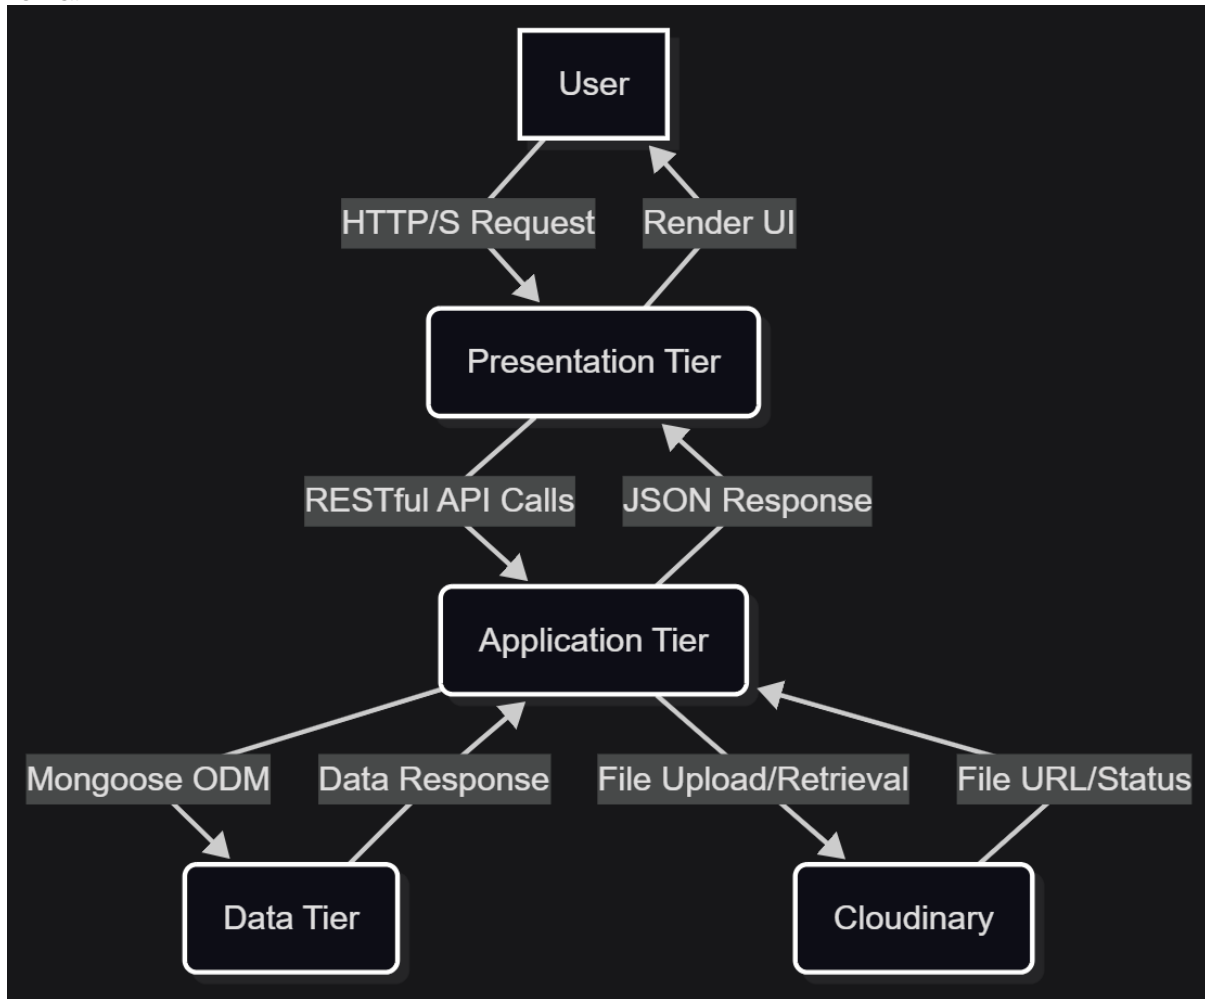 User
HTTP/S Request
Render UI
Presentation Tier
RESTful API Calls
JSON Response
Application Tier
Mongoose ODM
Data Response
File Upload/Retrieval
File URL/Status
Data Tier
Cloudinary